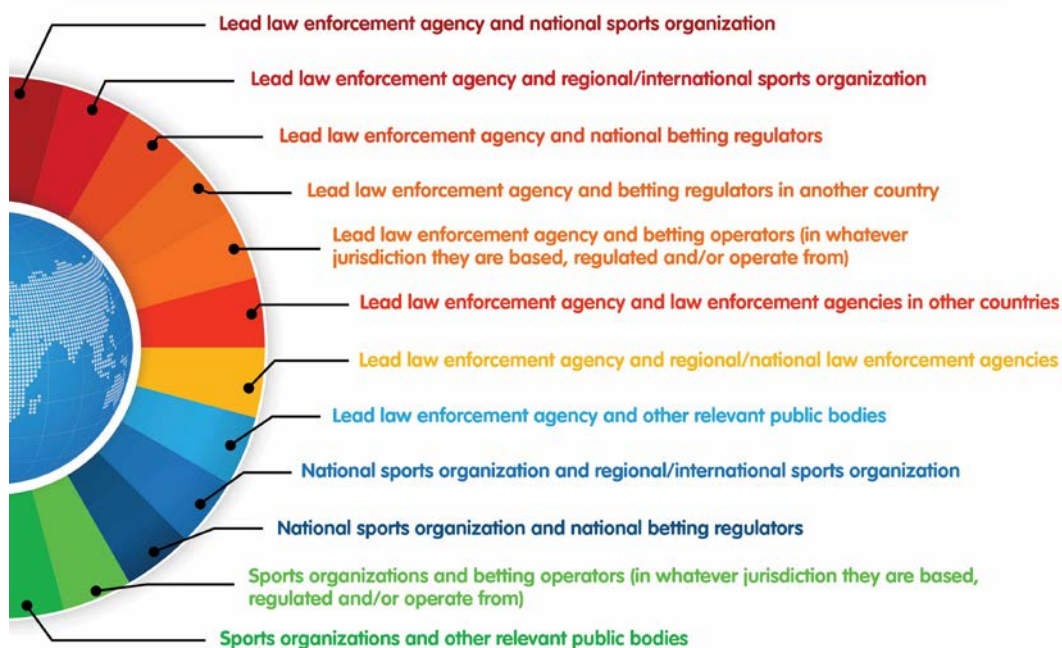 Lead law enforcement agency and national sports organization
Lead law enforcement agency and regional/international sports organization
Lead law enforcement agency and national betting regulators
Lead law enforcement agency and betting regulators in another country
Lead law enforcement agency and betting operators (in whatever
jurisdiction they are based, regulated and/or operate from)
Lead law enforcement agency and law enforcement agencies in other countries
Lead law enforcement agency and regional/national law enforcement agencies
Lead law enforcement agency and other relevant public bodies
National sports organization and regional/international sports organization
National sports organization and national betting regulators
Sports organizations and betting operators (in whatever jurisdiction they are based,
regulated and/or operate from)
Sports organizations and other relevant public bodies